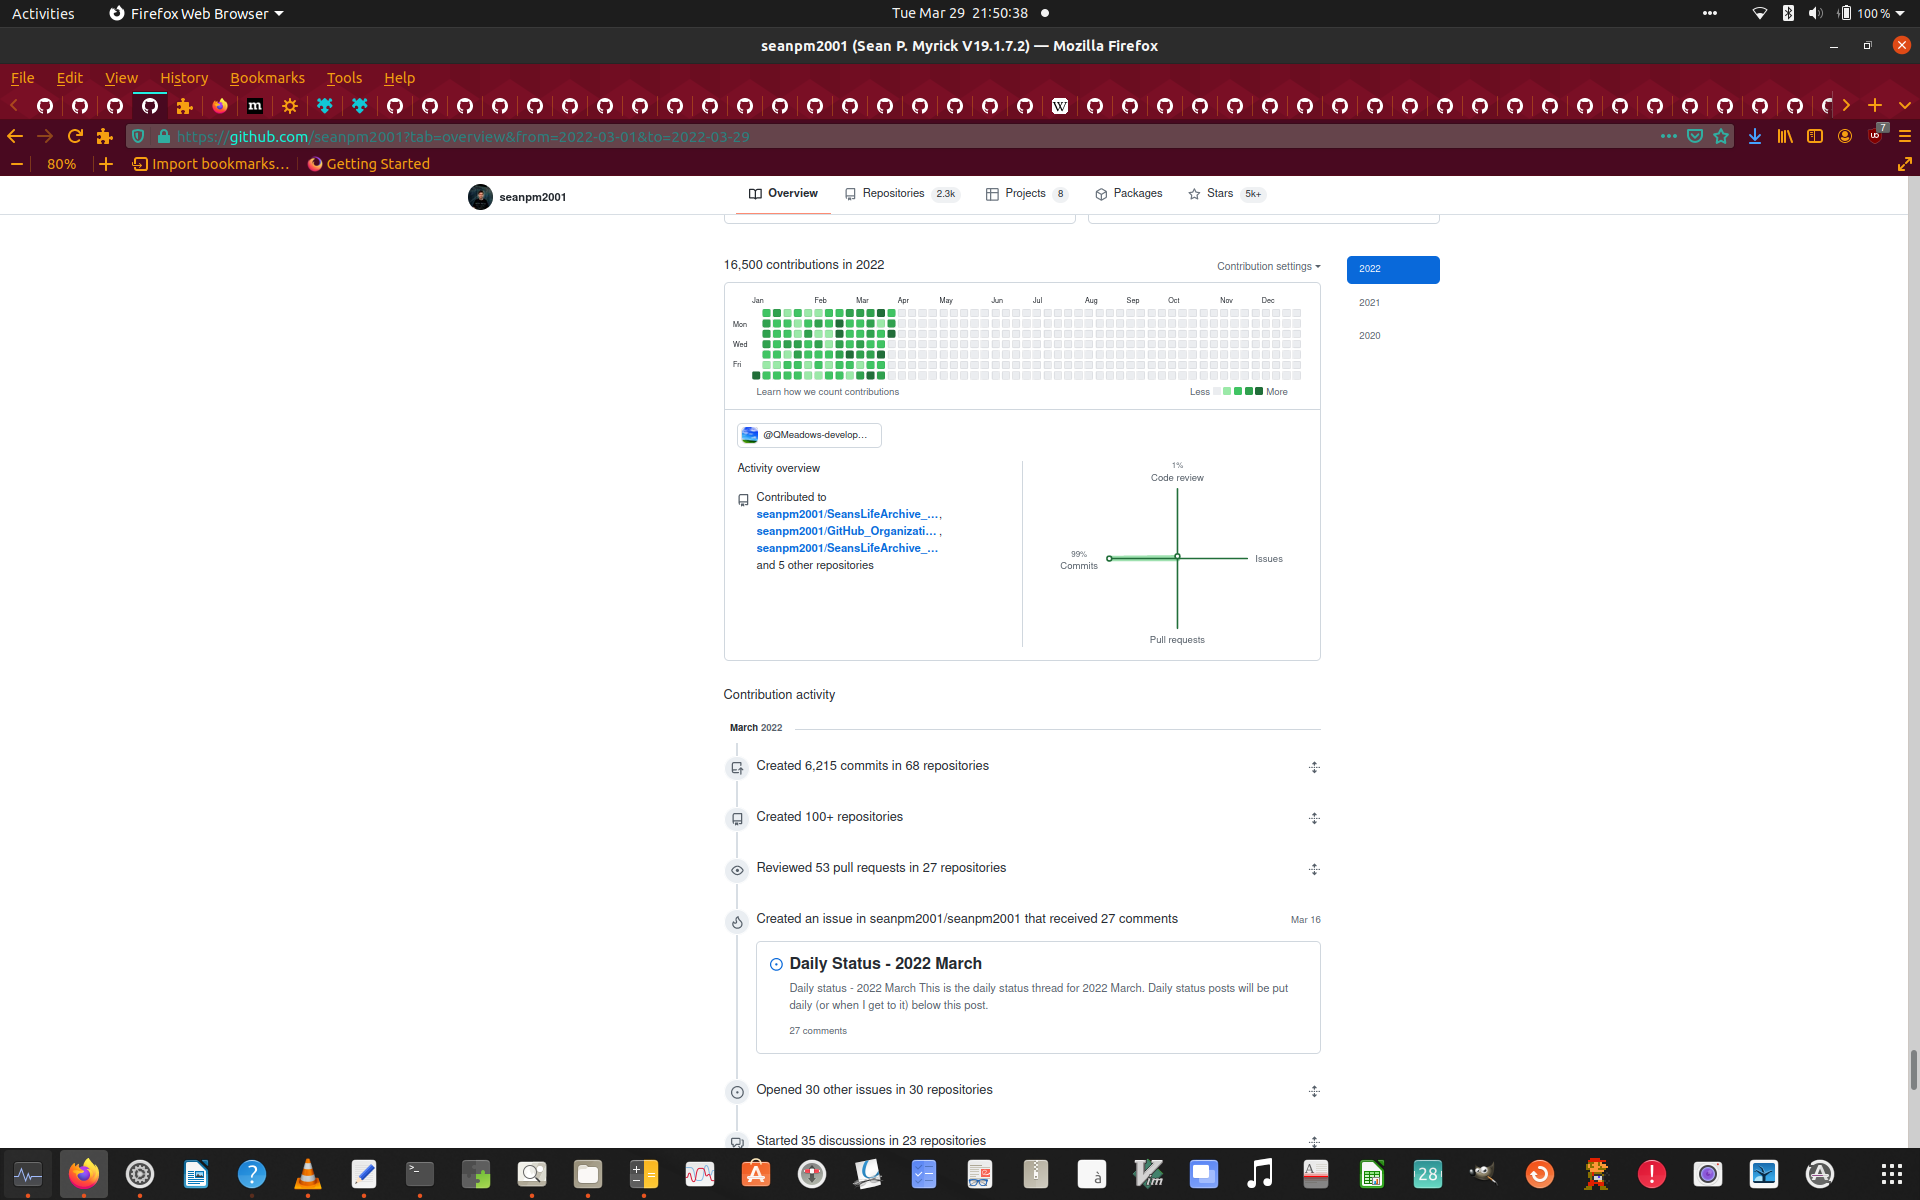 Activities
Firefox Web Browser
Tue Mar 29 21:50:38
100 %
seanpm2001 (Sean P. Myrick V19.1.7.2) — Mozilla Firefox
File Edit View History Bookmarks Tools Help
https://github.com/seanpm2001?tab=overview&from=2022-03-01&to=2022-03-29
7
80%
Import bookmarks...
Getting Started
seanpm2001
Overview
Repositories 2.3k
Projects 8
Packages
Stars 5k+
16,500 contributions in 2022
Contribution settings
2022
2021
2020
Jan Feb Mar Apr May Jun Jul Aug Sep Oct Nov Dec
Mon
Wed
Fri
Learn how we count contributions
Less More
@QMeadows-develop...
Activity overview
Contributed to
seanpm2001/SeansLifeArchive_...,
seanpm2001/GitHub_Organizati... ,
seanpm2001/SeansLifeArchive_...
and 5 other repositories
1%
Code review
99%
Commits
Issues
Pull requests
Contribution activity
March 2022
Created 6,215 commits in 68 repositories
Created 100+ repositories
Reviewed 53 pull requests in 27 repositories
Created an issue in seanpm2001/seanpm2001 that received 27 comments
Mar 16
Daily Status - 2022 March
Daily status - 2022 March This is the daily status thread for 2022 March. Daily status posts will be put
daily (or when I get to it) below this post.
27 comments
Opened 30 other issues in 30 repositories
Started 35 discussions in 23 repositories
28